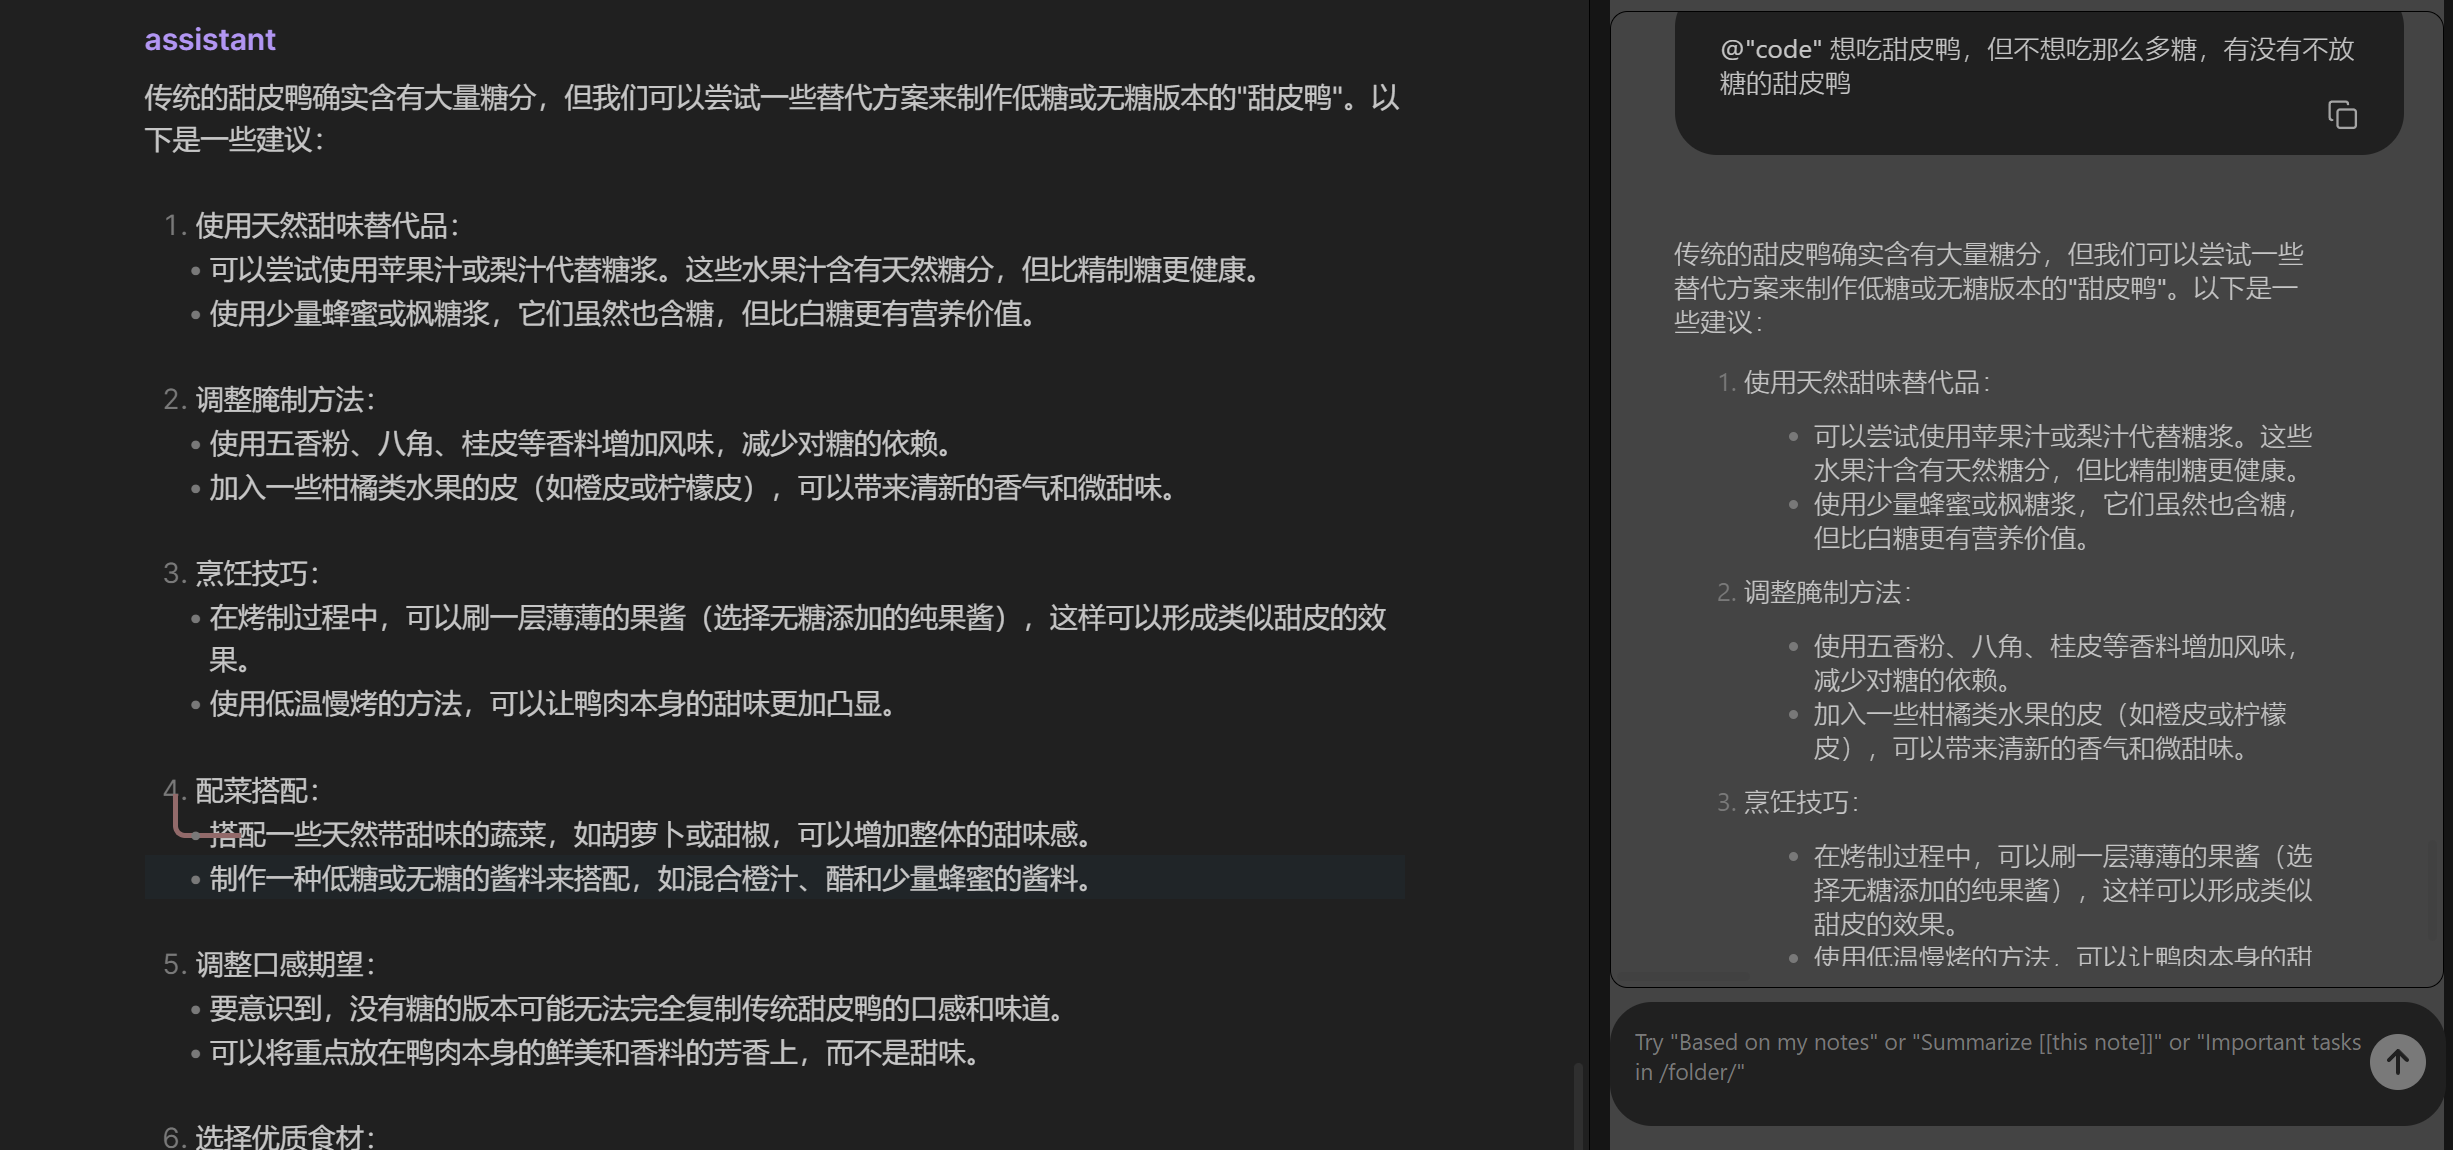 assistant
传统的甜皮鸭确实含有大量糖分，但我们可以尝试一些替代方案来制作低糖或无糖版本的"甜皮鸭"。以
下是一些建议：
1. 使用天然甜味替代品：
• 可以尝试使用苹果汁或梨汁代替糖浆。这些水果汁含有天然糖分，但比精制糖更健康。
• 使用少量蜂蜜或枫糖浆，它们虽然也含糖，但比白糖更有营养价值。
2. 调整腌制方法：
• 使用五香粉、八角、桂皮等香料增加风味，减少对糖的依赖。
• 加入一些柑橘类水果的皮（如橙皮或柠檬皮），可以带来清新的香气和微甜味。
3. 烹饪技巧：
• 在烤制过程中，可以刷一层薄薄的果酱（选择无糖添加的纯果酱），这样可以形成类似甜皮的效
果。
• 使用低温慢烤的方法，可以让鸭肉本身的甜味更加凸显。
4. 配菜搭配：
• 搭配一些天然带甜味的蔬菜，如胡萝卜或甜椒，可以增加整体的甜味感。
• 制作一种低糖或无糖的酱料来搭配，如混合橙汁、醋和少量蜂蜜的酱料。
5. 调整口感期望：
• 要意识到，没有糖的版本可能无法完全复制传统甜皮鸭的口感和味道。
• 可以将重点放在鸭肉本身的鲜美和香料的芳香上，而不是甜味。
6. 选择优质食材：
@"code" 想吃甜皮鸭，但不想吃那么多糖，有没有不放
糖的甜皮鸭
传统的甜皮鸭确实含有大量糖分，但我们可以尝试一些
替代方案来制作低糖或无糖版本的"甜皮鸭"。以下是一
些建议：
1. 使用天然甜味替代品：
• 可以尝试使用苹果汁或梨汁代替糖浆。这些
水果汁含有天然糖分，但比精制糖更健康。
• 使用少量蜂蜜或枫糖浆，它们虽然也含糖，
但比白糖更有营养价值。
2. 调整腌制方法：
• 使用五香粉、八角、桂皮等香料增加风味，
减少对糖的依赖。
• 加入一些柑橘类水果的皮（如橙皮或柠檬
皮），可以带来清新的香气和微甜味。
3. 烹饪技巧：
• 在烤制过程中，可以刷一层薄薄的果酱（选
择无糖添加的纯果酱），这样可以形成类似
甜皮的效果。
• 使用低温慢烤的方法，可以让鸭肉本身的甜
Try "Based on my notes" or "Summarize [[this note]]" or "Important tasks
in /folder/"